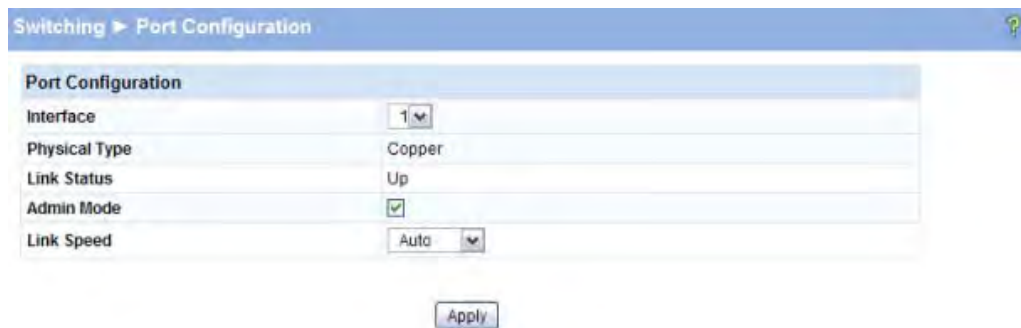 Switching ► Port Configuration
?
Port Configuration
Interface 1
Physical Type Copper
Link Status Up
Admin Mode
Link Speed Auto
Apply